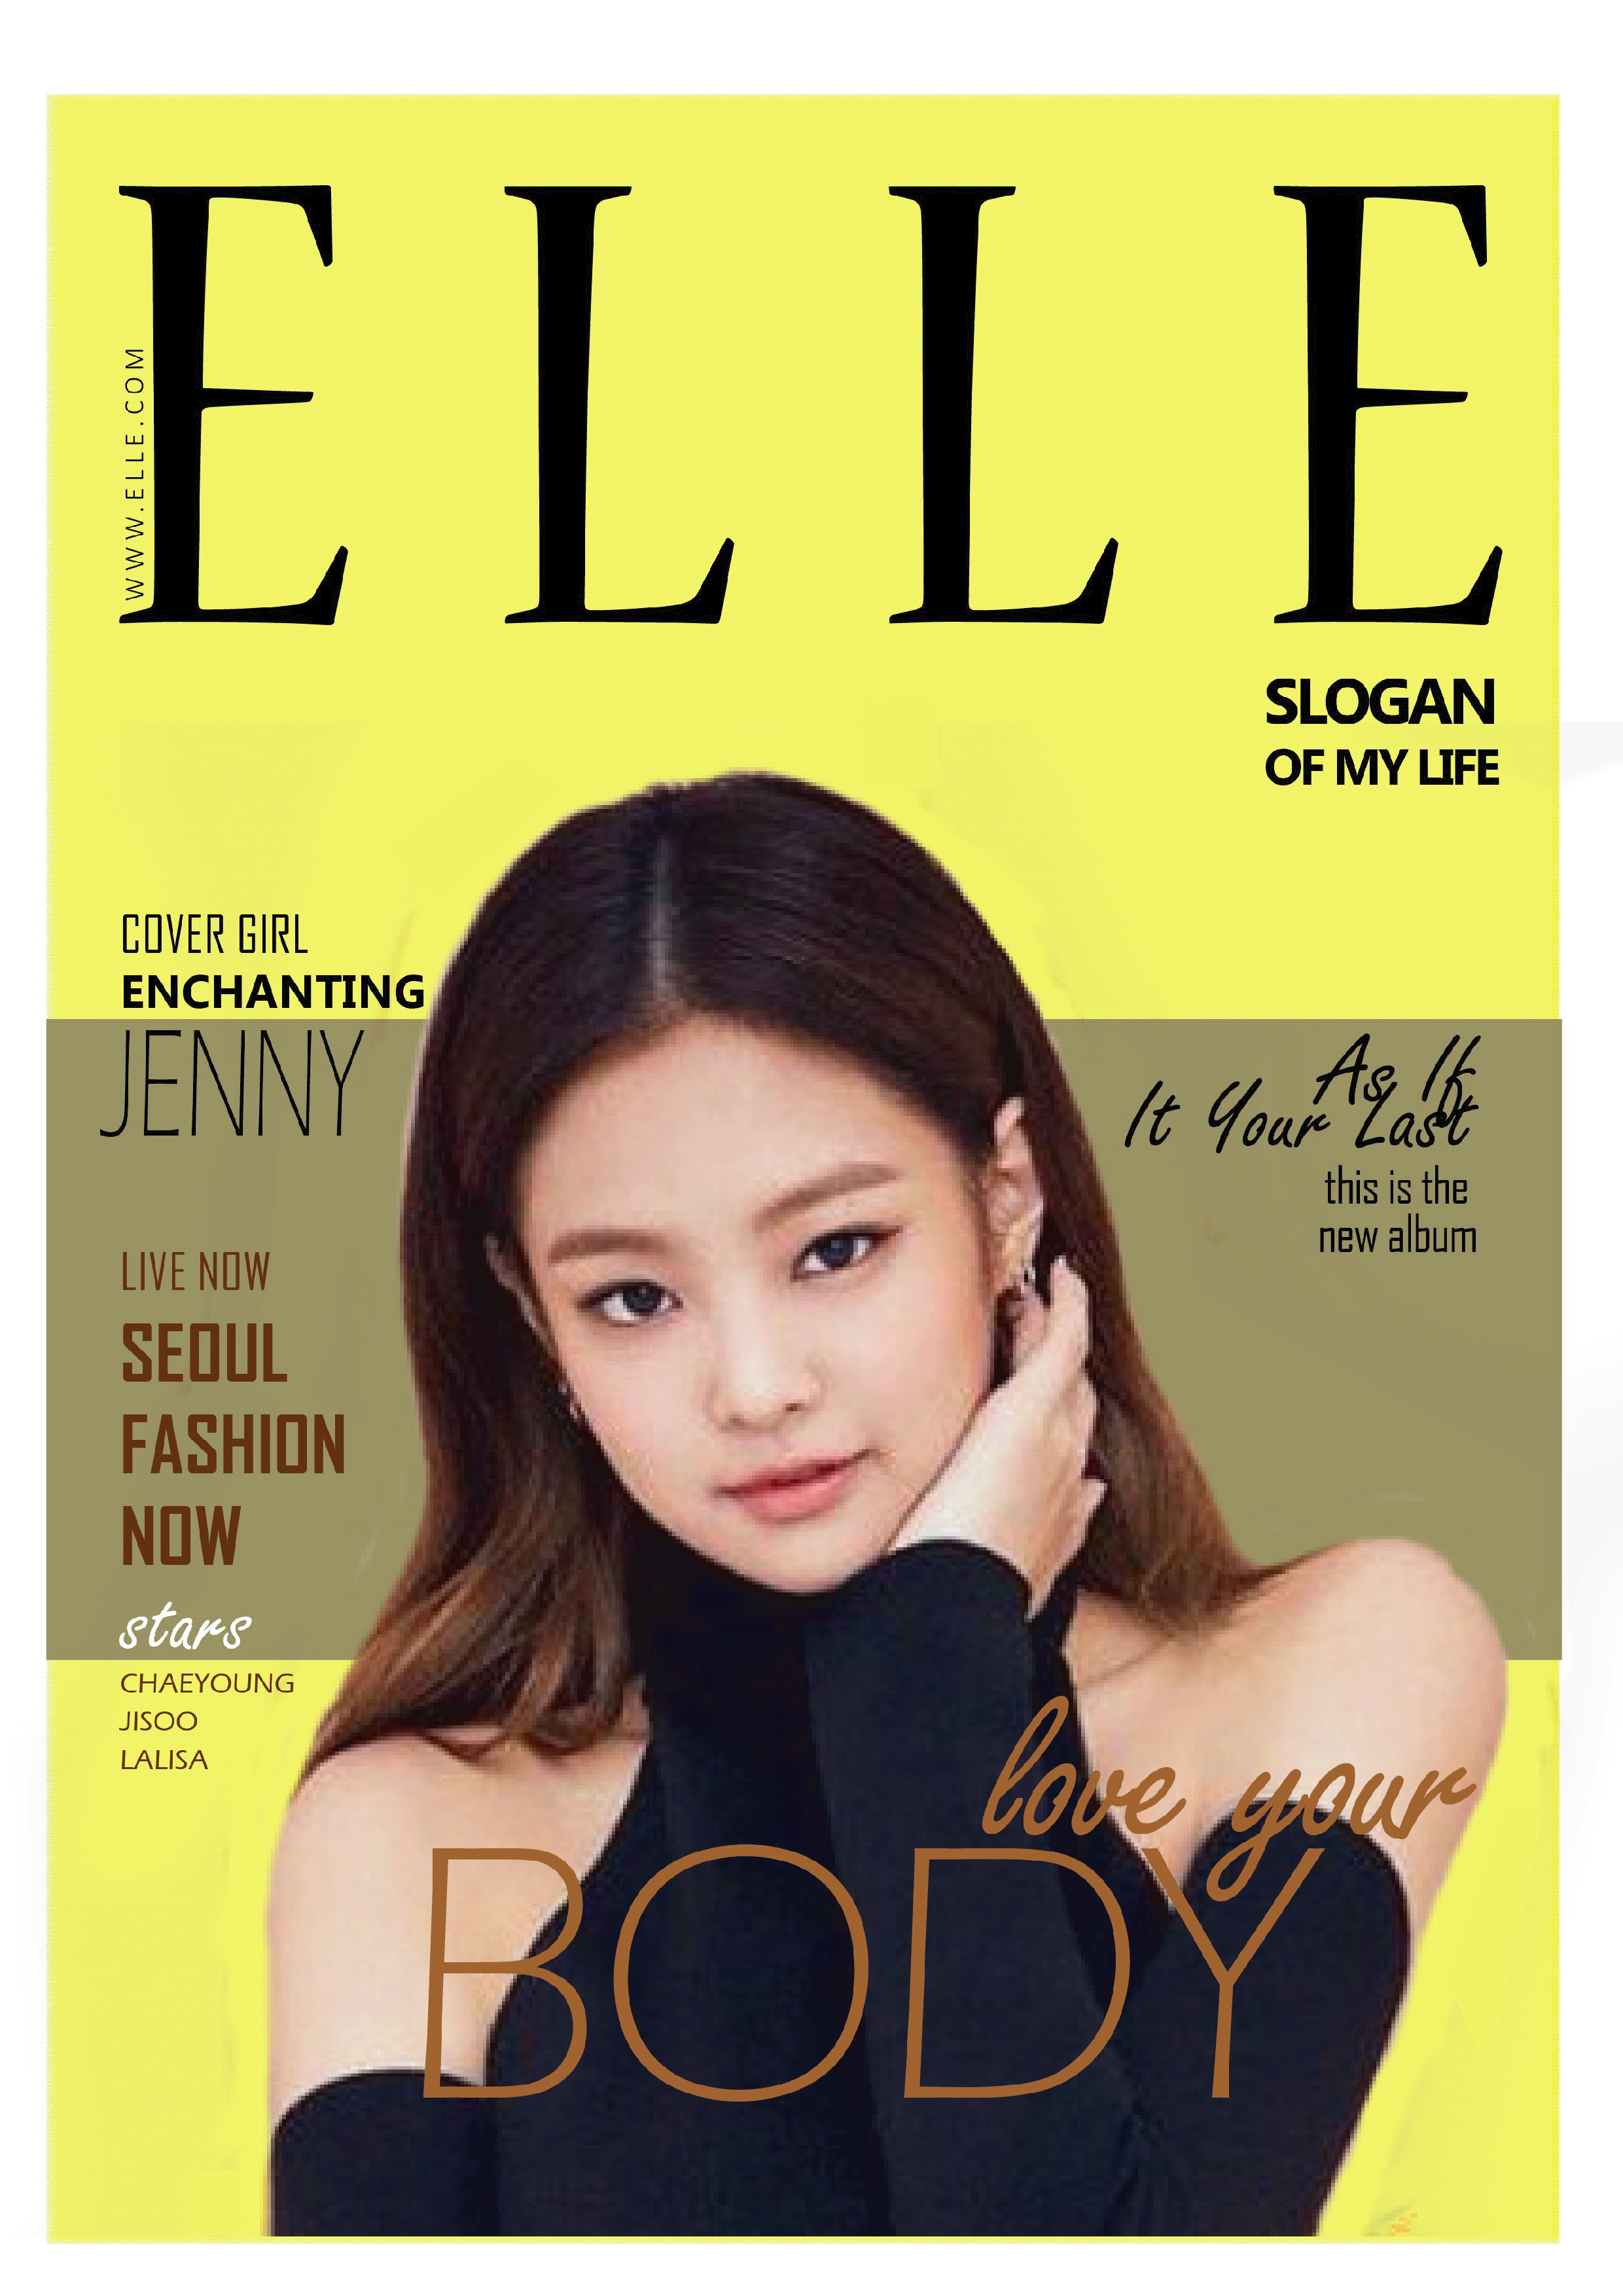 ELLE
WWW.ELLE.COM
SLOGAN
OF MY LIFE
COVER GIRL
ENCHANTING
JENNY
As If
It Your Last
this is the
new album
LIVE NOW
SEOUL
FASHION
NOW
stars
CHAEYOUNG
JISOO
LALISA
love your
BODY